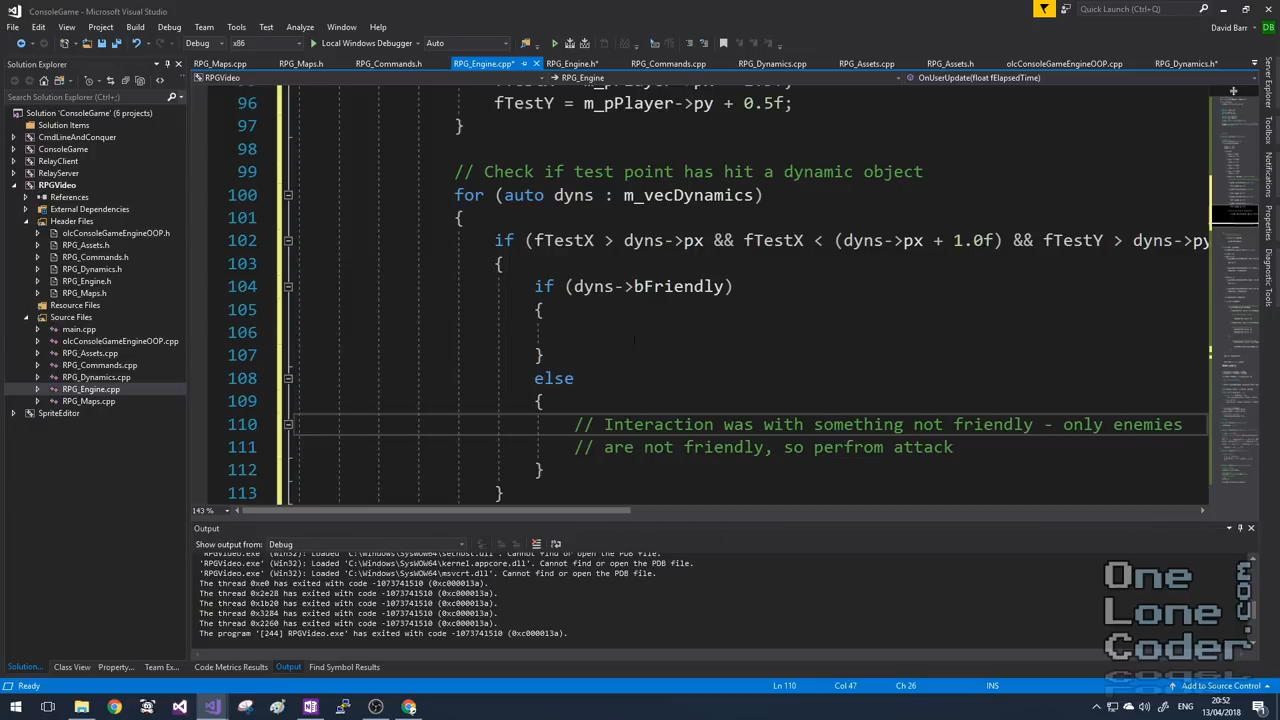 ConsoleGame - Microsoft Visual Studio
Quick Launch (Ctrl+Q)
File Edit View Project Build Debug Team Tools Test Analyze Window Help
David Barr DB
Debug x86 Local Windows Debugger Auto
Solution Explorer
RPG_Maps.cpp RPG_Maps.h RPG_Commands.h RPG_Engine.cpp* RPG_Engine.h* RPG_Commands.cpp RPG_Dynamics.cpp RPG_Assets.cpp olcConsoleGameEngineOOP.cpp RPG_Dynamics.h*
RPGVideo RPG_Engine OnUserUpdate(float fElapsedTime)
Search Solution Explorer (Ctrl+;)
Solution 'ConsoleGame' (6 projects)
Solution Items
CmdLineAndConquer
ConsoleGame
RelayClient
RelayServer
RPGVideo
References
External Dependencies
Header Files
olcConsoleGameEngineOOP.h
RPG_Assets.h
RPG_Commands.h
RPG_Dynamics.h
RPG_Engine.h
RPG_Maps.h
Resource Files
Source Files
main.cpp
olcConsoleGameEngineOOP.cpp
RPG_Assets.cpp
RPG_Commands.cpp
RPG_Dynamics.cpp
RPG_Engine.cpp
RPG_Maps.cpp
SpriteEditor
96 fTestY = m_pPlayer->py + 0.5f;
97 }
98
99 // Check if test point has hit a dynamic object
100 for (auto dyns : m_vecDynamics)
101 {
102 if (fTestX > dyns->px && fTestX < (dyns->px + 1.0f) && fTestY > dyns->py
103 {
104 if (dyns->bFriendly)
105 {
106
107 }
108 else
109 {
110 // Interaction was with something not friendly - only enemies
111 // are not friendly, so perfrom attack
112 }
113 }
143 %
Server Explorer
Toolbox
Notifications
Properties
Diagnostic Tools
Output
Show output from: Debug
'RPGVideo.exe' (Win32): Loaded 'C:\Windows\SysWOW64\sechost.dll'. Cannot find or open the PDB file.
'RPGVideo.exe' (Win32): Loaded 'C:\Windows\SysWOW64\kernel.appcore.dll'. Cannot find or open the PDB file.
'RPGVideo.exe' (Win32): Loaded 'C:\Windows\SysWOW64\msvcrt.dll'. Cannot find or open the PDB file.
The thread 0xe0 has exited with code -1073741510 (0xc000013a).
The thread 0x2e28 has exited with code -1073741510 (0xc000013a).
The thread 0x1b20 has exited with code -1073741510 (0xc000013a).
The thread 0x3284 has exited with code -1073741510 (0xc000013a).
The thread 0x2260 has exited with code -1073741510 (0xc000013a).
The program '[244] RPGVideo.exe' has exited with code -1073741510 (0xc000013a).
One
Lone
Coder
.com
Solution... Class View Property... Team Ex...
Code Metrics Results Output Find Symbol Results
Ready Ln 110 Col 47 Ch 26 INS Add to Source Control
20:52
13/04/2018